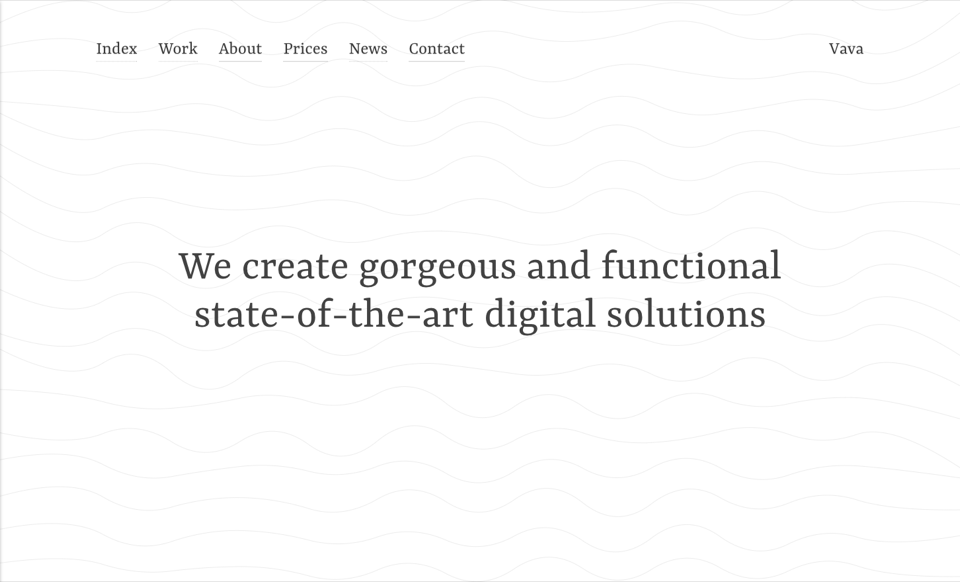 Index Work About Prices News Contact Vava
We create gorgeous and functional
state-of-the-art digital solutions